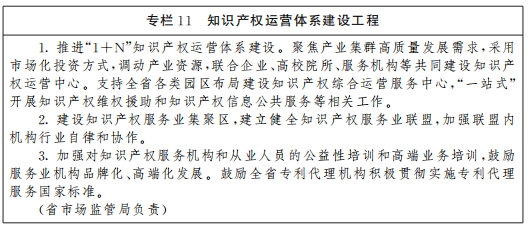 专栏 11　知识产权运营体系建设工程
1. 推进“1＋N”知识产权运营体系建设。聚焦产业集群高质量发展需求，采用
市场化投资方式，调动产业资源，联合企业、高校院所、服务机构等共同建设知识产
权运营中心。支持全省各类园区布局建设知识产权综合运营服务中心，“一站式”
开展知识产权维权援助和知识产权信息公共服务等相关工作。
2. 建设知识产权服务业集聚区，建立健全知识产权服务业联盟，加强联盟内
机构行业自律和协作。
3. 加强对知识产权服务机构和从业人员的公益性培训和高端业务培训，鼓励
服务业机构品牌化、高端化发展。鼓励全省专利代理机构积极贯彻实施专利代理
服务国家标准。
（省市场监管局负责）